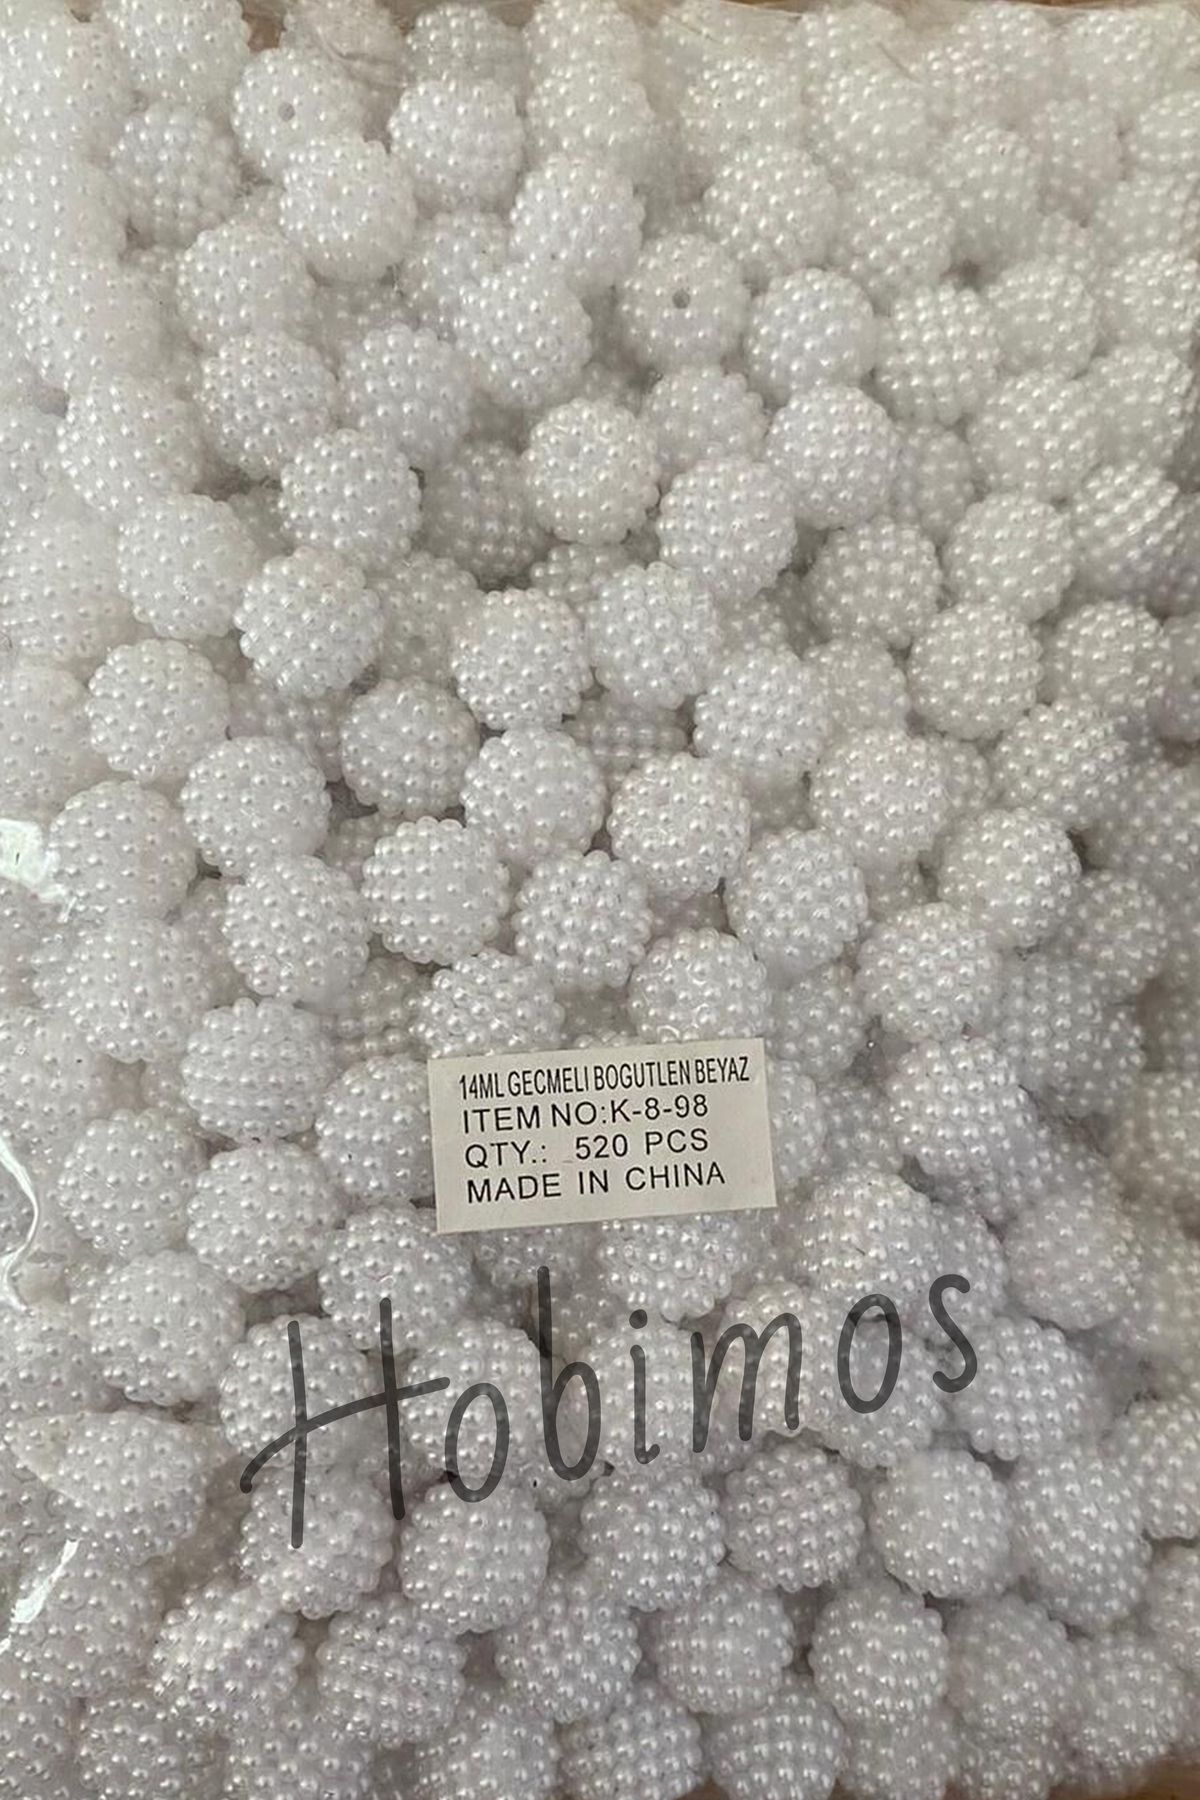 14ML GECMELI BOGUTLEN BEYAZ
ITEM NO:K-8-98
QTY.: 520 PCS
MADE IN CHINA
Hobimos